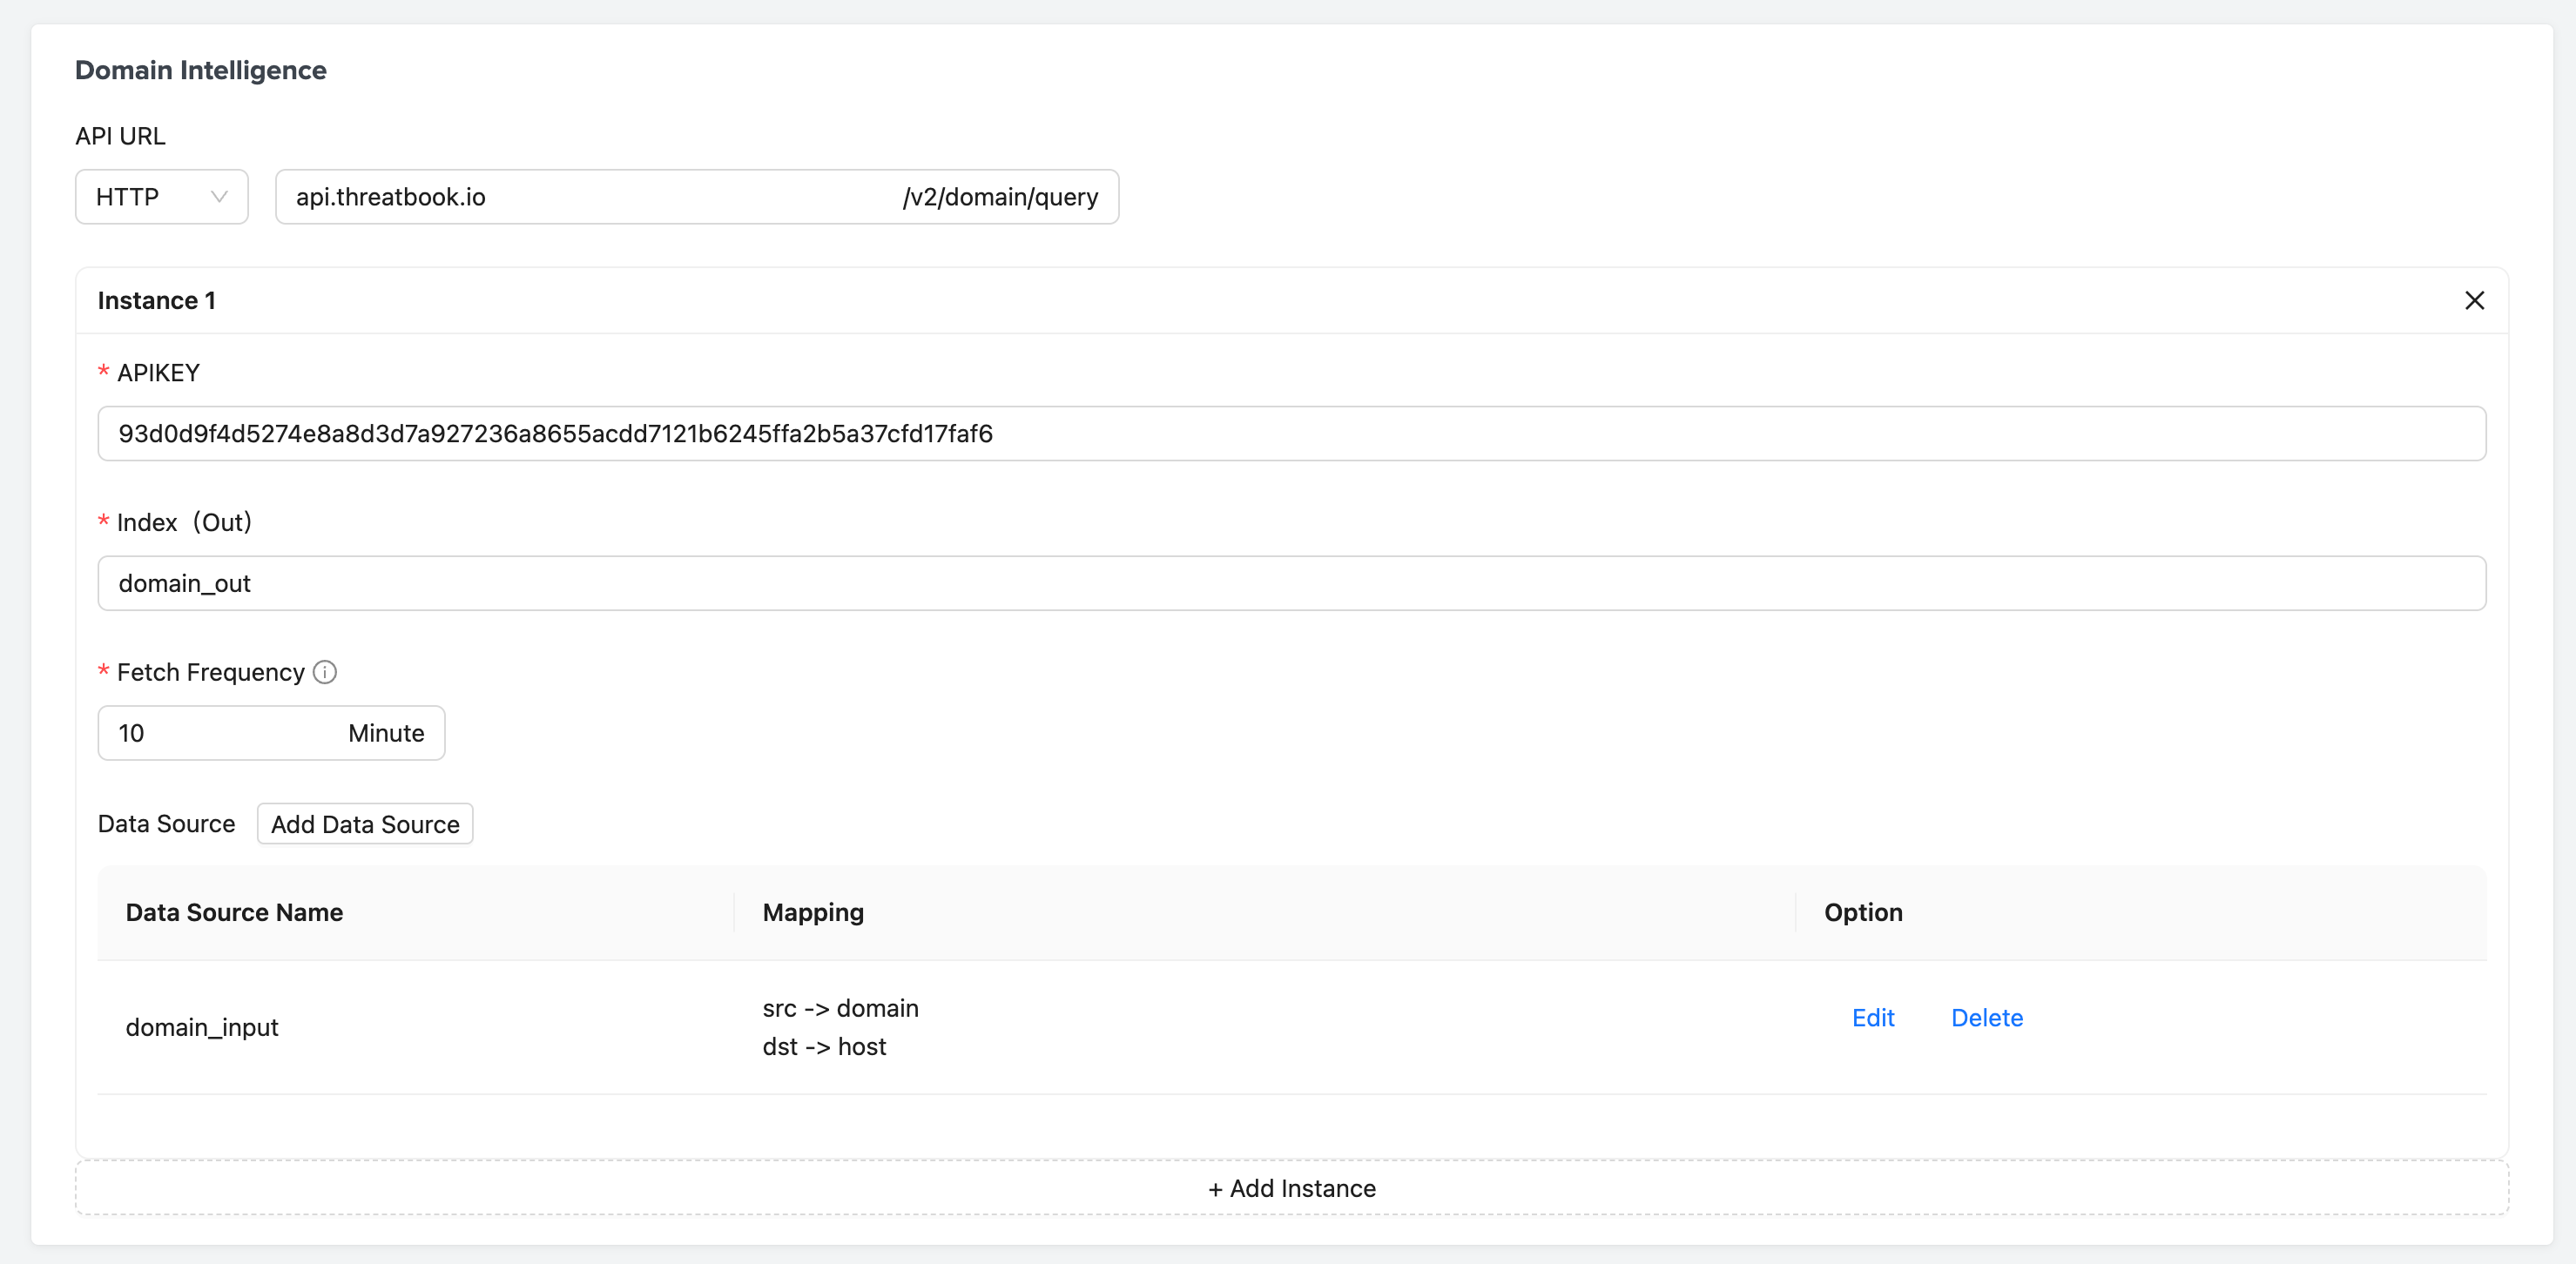 Domain Intelligence
API URL
HTTP api.threatbook.io /v2/domain/query
Instance 1
* APIKEY
93d0d9f4d5274e8a8d3d7a927236a8655acdd7121b6245ffa2b5a37cfd17faf6
* Index (Out)
domain_out
* Fetch Frequency
10 Minute
Data Source Add Data Source
Data Source Name Mapping Option
domain_input src -> domain Edit Delete
dst -> host
+ Add Instance